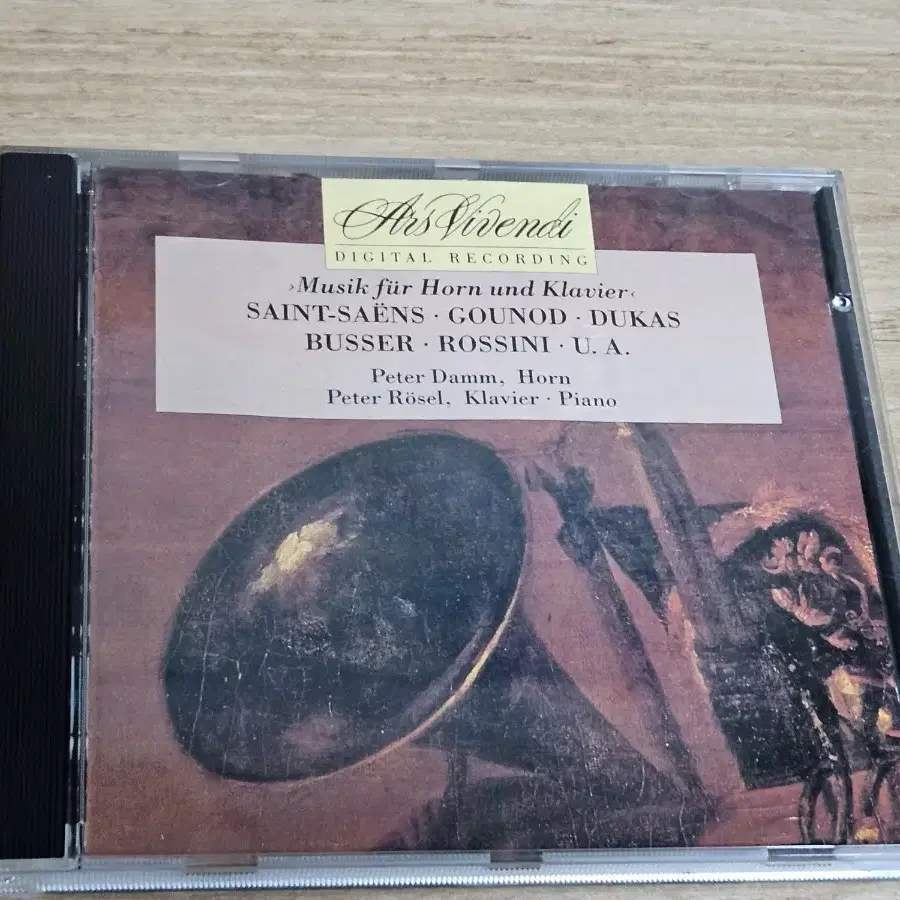 Ars Vivendi
DIGITAL RECORDING
›Musik für Horn und Klavier‹
SAINT-SAËNS · GOUNOD · DUKAS
BUSSER · ROSSINI · U. A.
Peter Damm, Horn
Peter Rösel, Klavier · Piano